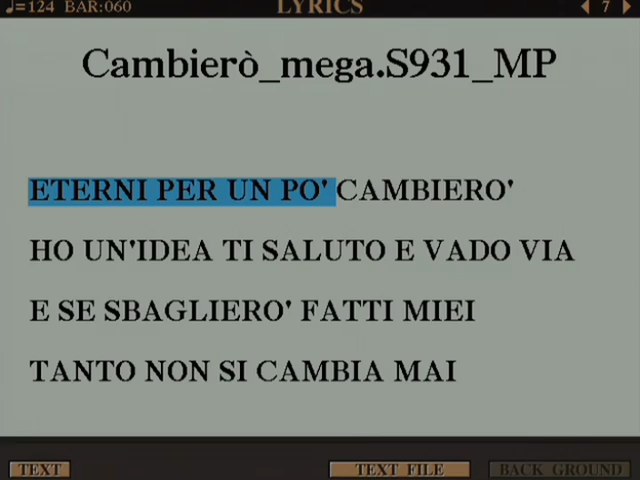 ♩=124 BAR:060 LYRICS 7
Cambierò_mega.S931_MP
ETERNI PER UN PO' CAMBIERO'
HO UN'IDEA TI SALUTO E VADO VIA
E SE SBAGLIERO' FATTI MIEI
TANTO NON SI CAMBIA MAI
TEXT TEXT FILE BACK GROUND